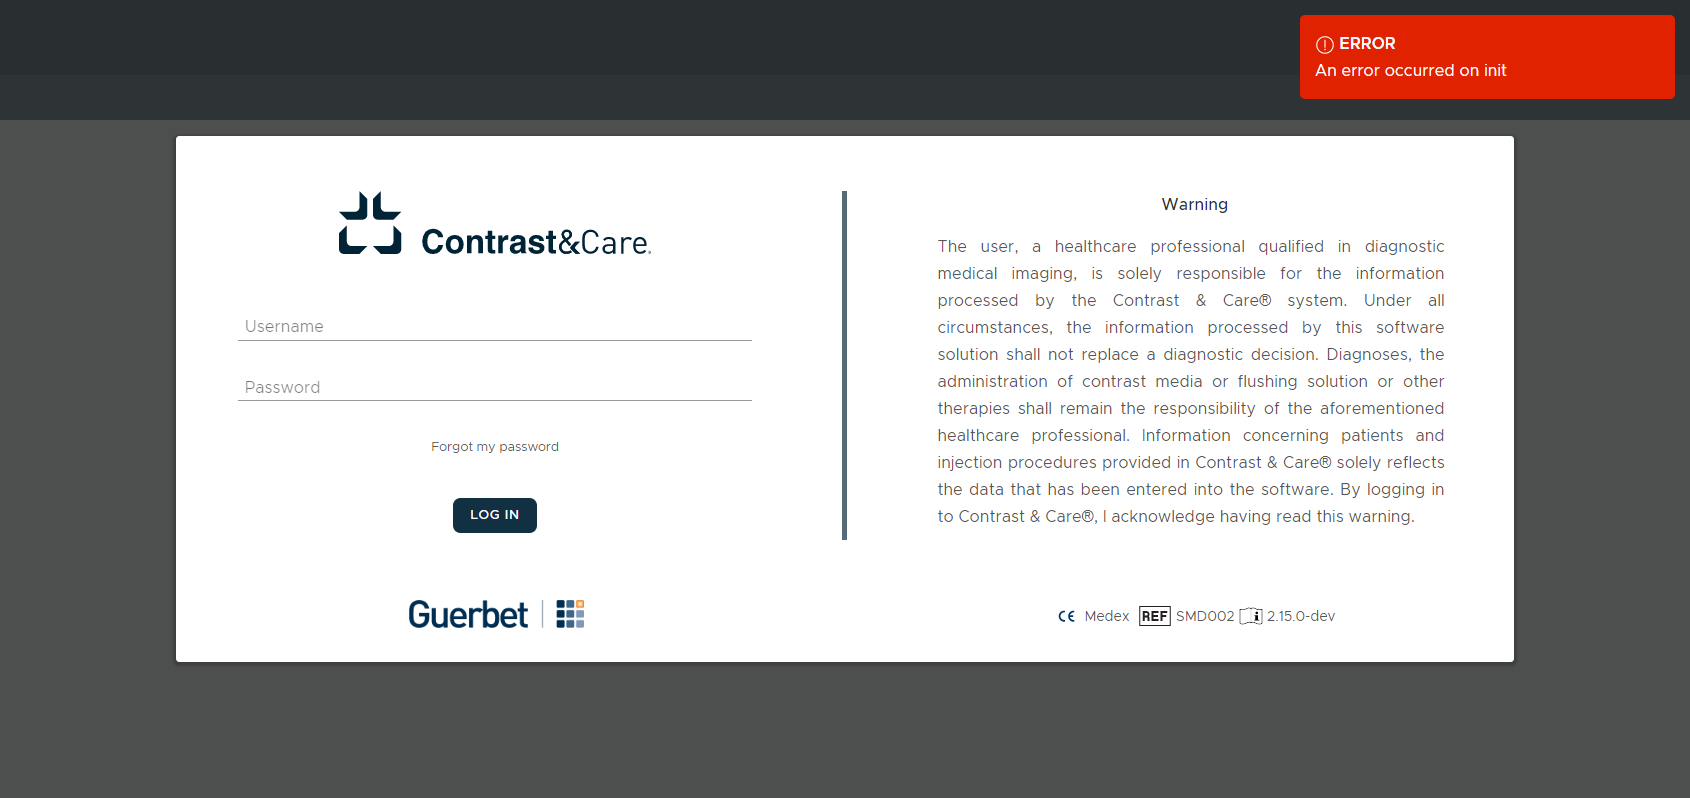 ERROR
An error occurred on init
Contrast&Care.
Username
Password
Forgot my password
LOG IN
Guerbet
Warning
The user, a healthcare professional qualified in diagnostic
medical imaging, is solely responsible for the information
processed by the Contrast & Care® system. Under all
circumstances, the information processed by this software
solution shall not replace a diagnostic decision. Diagnoses, the
administration of contrast media or flushing solution or other
therapies shall remain the responsibility of the aforementioned
healthcare professional. Information concerning patients and
injection procedures provided in Contrast & Care® solely reflects
the data that has been entered into the software. By logging in
to Contrast & Care®, I acknowledge having read this warning.
CE Medex REF SMD002 i 2.15.0-dev